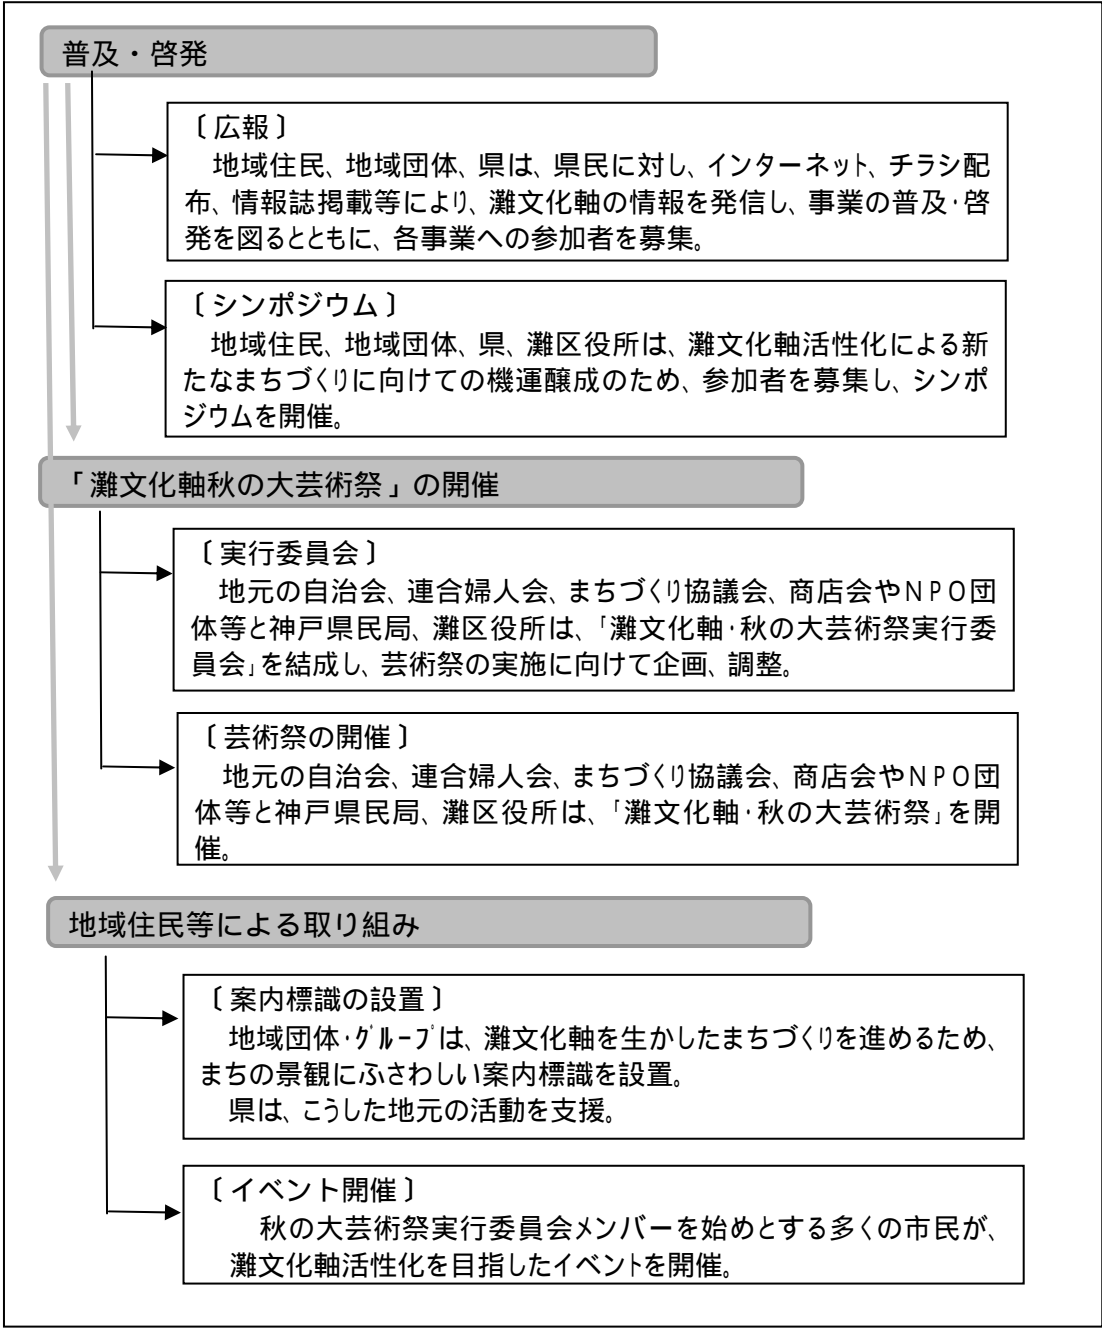 普及・啓発
〔広報〕
地域住民、地域団体、県は、県民に対し、インターネット、チラシ配
布、情報誌掲載等により、灘文化軸の情報を発信し、事業の普及・啓
発を図るとともに、各事業への参加者を募集。
〔シンポジウム〕
地域住民、地域団体、県、灘区役所は、灘文化軸活性化による新
たなまちづくりに向けての機運醸成のため、参加者を募集し、シンポ
ジウムを開催。
「灘文化軸秋の大芸術祭」の開催
〔実行委員会〕
地元の自治会、連合婦人会、まちづくり協議会、商店会やNPO団
体等と神戸県民局、灘区役所は、「灘文化軸・秋の大芸術祭実行委
員会」を結成し、芸術祭の実施に向けて企画、調整。
〔芸術祭の開催〕
地元の自治会、連合婦人会、まちづくり協議会、商店会やNPO団
体等と神戸県民局、灘区役所は、「灘文化軸・秋の大芸術祭」を開
催。
地域住民等による取り組み
〔案内標識の設置〕
地域団体・グループは、灘文化軸を生かしたまちづくりを進めるため、
まちの景観にふさわしい案内標識を設置。
県は、こうした地元の活動を支援。
〔イベント開催〕
秋の大芸術祭実行委員会メンバーを始めとする多くの市民が、
灘文化軸活性化を目指したイベントを開催。